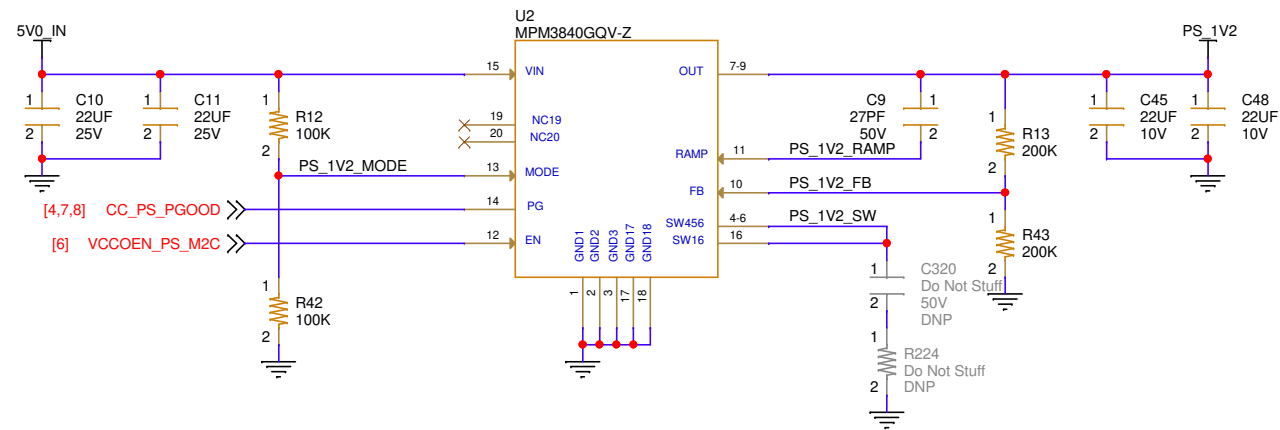 U2
MPM3840GQV-Z
5V0_IN
PS_1V2
15 VIN
OUT 7-9
1
C10
22UF
25V
2
1
C11
22UF
25V
2
1
R12
100K
2
19 NC19
20 NC20
C9
27PF
50V
1
2
1
R13
200K
2
1
C45
22UF
10V
2
1
C48
22UF
10V
2
RAMP 11 PS_1V2_RAMP
PS_1V2_MODE 13 MODE
FB 10 PS_1V2_FB
[4,7,8] CC_PS_PGOOD 14 PG
[6] VCCOEN_PS_M2C 12 EN
SW456 4-6 PS_1V2_SW
SW16 16
GND1
GND2
GND3
GND17
GND18
1
2
3
17
18
1
R43
200K
2
1
C320
Do Not Stuff
50V
DNP
2
1
R42
100K
2
1
R224
Do Not Stuff
DNP
2